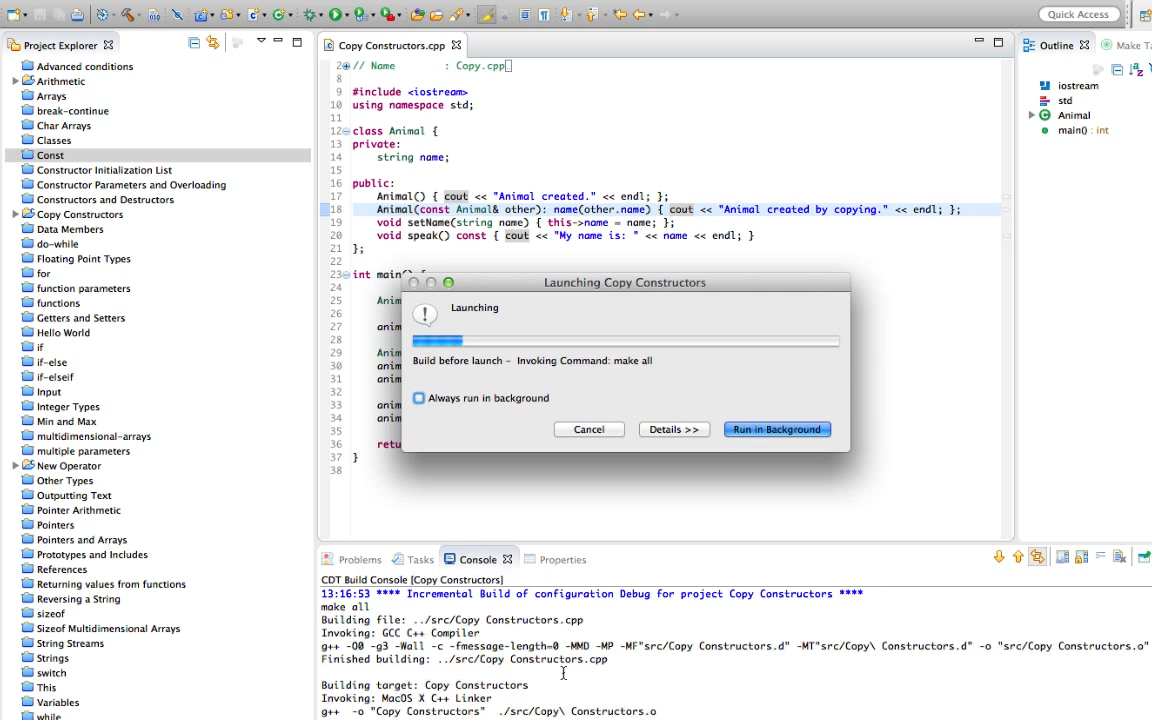 Quick Access
Project Explorer
Advanced conditions
Arithmetic
Arrays
break-continue
Char Arrays
Classes
Const
Constructor Initialization List
Constructor Parameters and Overloading
Constructors and Destructors
Copy Constructors
Data Members
do-while
Floating Point Types
for
function parameters
functions
Getters and Setters
Hello World
if
if-else
if-elseif
Input
Integer Types
Min and Max
multidimensional-arrays
multiple parameters
New Operator
Other Types
Outputting Text
Pointer Arithmetic
Pointers
Pointers and Arrays
Prototypes and Includes
References
Returning values from functions
Reversing a String
sizeof
Sizeof Multidimensional Arrays
String Streams
Strings
switch
This
Variables
while
Copy Constructors.cpp
2 // Name : Copy.cpp
8
9 #include <iostream>
10 using namespace std;
11
12 class Animal {
13 private:
14 string name;
15
16 public:
17 Animal() { cout << "Animal created." << endl; };
18 Animal(const Animal& other): name(other.name) { cout << "Animal created by copying." << endl; };
19 void setName(string name) { this->name = name; };
20 void speak() const { cout << "My name is: " << name << endl; }
21 };
22
23 int main() {
24
25 Anim
26
27 anim
28
29 Anim
30 anim
31 anim
32
33 anim
34 anim
35
36 retu
37 }
38
Launching Copy Constructors
Launching
Build before launch - Invoking Command: make all
Always run in background
Cancel
Details >>
Run in Background
Outline
Make Ta
iostream
std
Animal
main() : int
Problems
Tasks
Console
Properties
CDT Build Console [Copy Constructors]
13:16:53 **** Incremental Build of configuration Debug for project Copy Constructors ****
make all
Building file: ../src/Copy Constructors.cpp
Invoking: GCC C++ Compiler
g++ -O0 -g3 -Wall -c -fmessage-length=0 -MMD -MP -MF"src/Copy Constructors.d" -MT"src/Copy\ Constructors.d" -o "src/Copy Constructors.o"
Finished building: ../src/Copy Constructors.cpp
Building target: Copy Constructors
Invoking: MacOS X C++ Linker
g++ -o "Copy Constructors" ./src/Copy\ Constructors.o